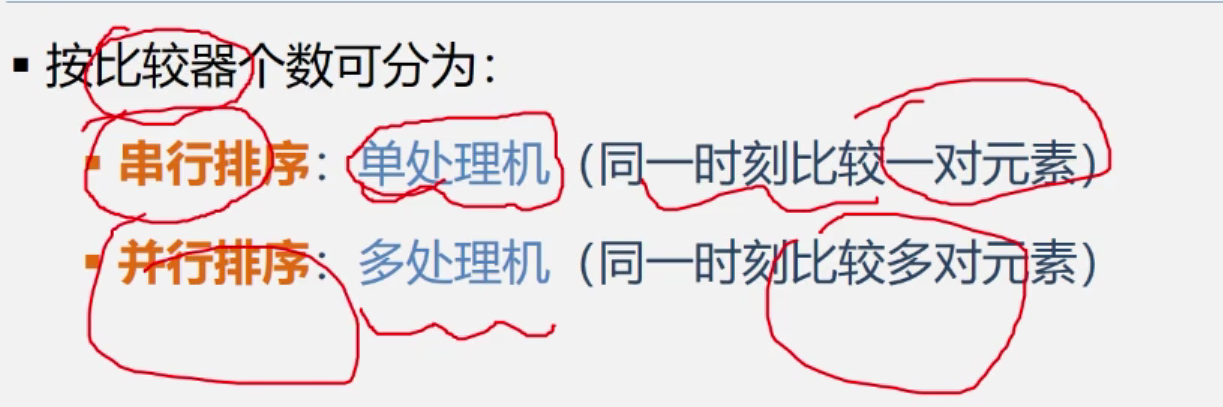 ▪ 按比较器个数可分为：
▪ 串行排序：单处理机（同一时刻比较一对元素）
▪ 并行排序：多处理机（同一时刻比较多对元素）